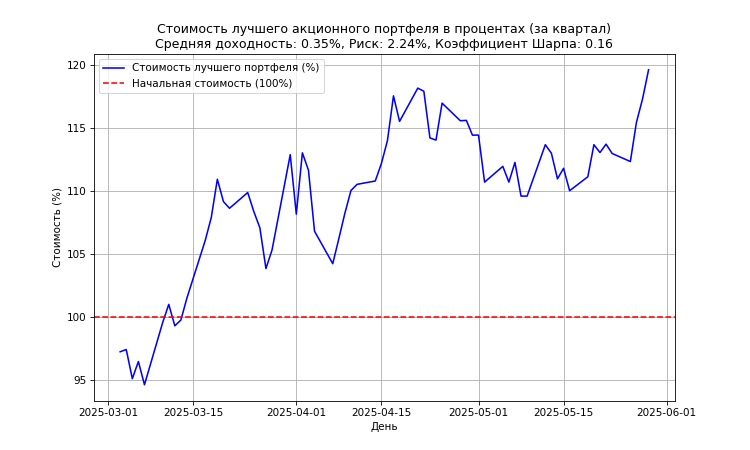 Стоимость лучшего акционного портфеля в процентах (за квартал)
Средняя доходность: 0.35%, Риск: 2.24%, Коэффициент Шарпа: 0.16
Стоимость лучшего портфеля (%)
Начальная стоимость (100%)
Стоимость (%)
120
115
110
105
100
95
2025-03-01 2025-03-15 2025-04-01 2025-04-15 2025-05-01 2025-05-15 2025-06-01
День